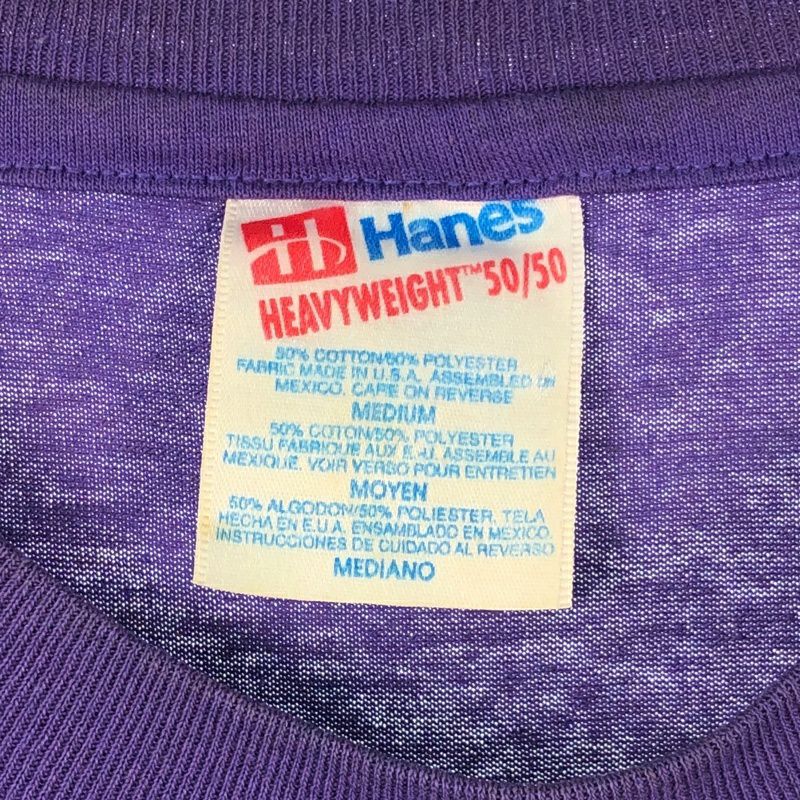 Hanes
HEAVYWEIGHT™ 50/50
50% COTTON/50% POLYESTER
FABRIC MADE IN U.S.A. ASSEMBLED IN
MEXICO. CARE ON REVERSE
MEDIUM
50% COTON/50% POLYESTER
TISSU FABRIQUE AUX E.-U. ASSEMBLE AU
MEXIQUE. VOIR VERSO POUR ENTRETIEN
MOYEN
50% ALGODON/50% POLIESTER. TELA
HECHA EN E.U.A. ENSAMBLADO EN MEXICO.
INSTRUCCIONES DE CUIDADO AL REVERSO
MEDIANO